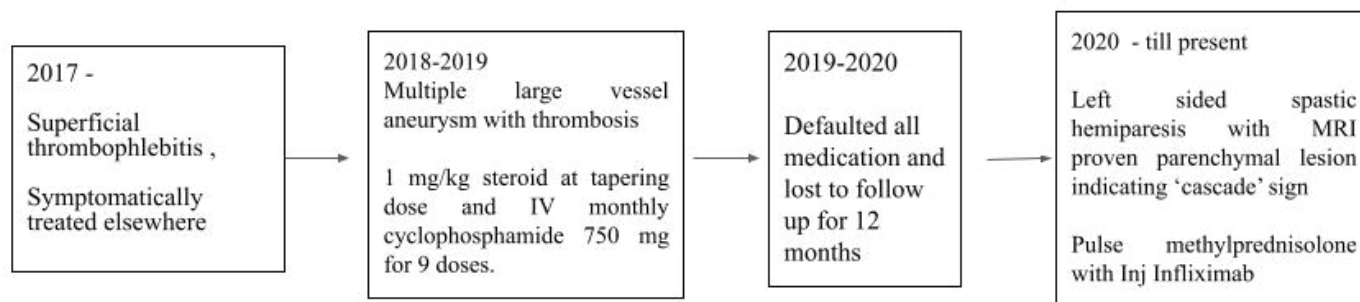 2017 -
Superficial
thrombophlebitis ,
Symptomatically
treated elsewhere
2018-2019
Multiple large vessel
aneurysm with thrombosis
1 mg/kg steroid at tapering
dose and IV monthly
cyclophosphamide 750 mg
for 9 doses.
2019-2020
Defaulted all
medication and
lost to follow
up for 12
months
2020 - till present
Left sided spastic
hemiparesis with MRI
proven parenchymal lesion
indicating ‘cascade’ sign
Pulse methylprednisolone
with Inj Infliximab